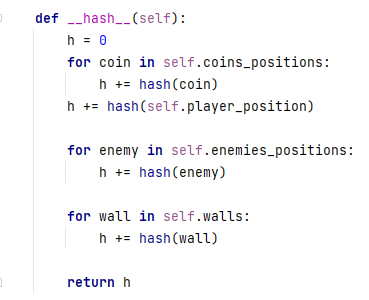 def __hash__(self):
    h = 0
    for coin in self.coins_positions:
        h += hash(coin)
    h += hash(self.player_position)

    for enemy in self.enemies_positions:
        h += hash(enemy)

    for wall in self.walls:
        h += hash(wall)

    return h